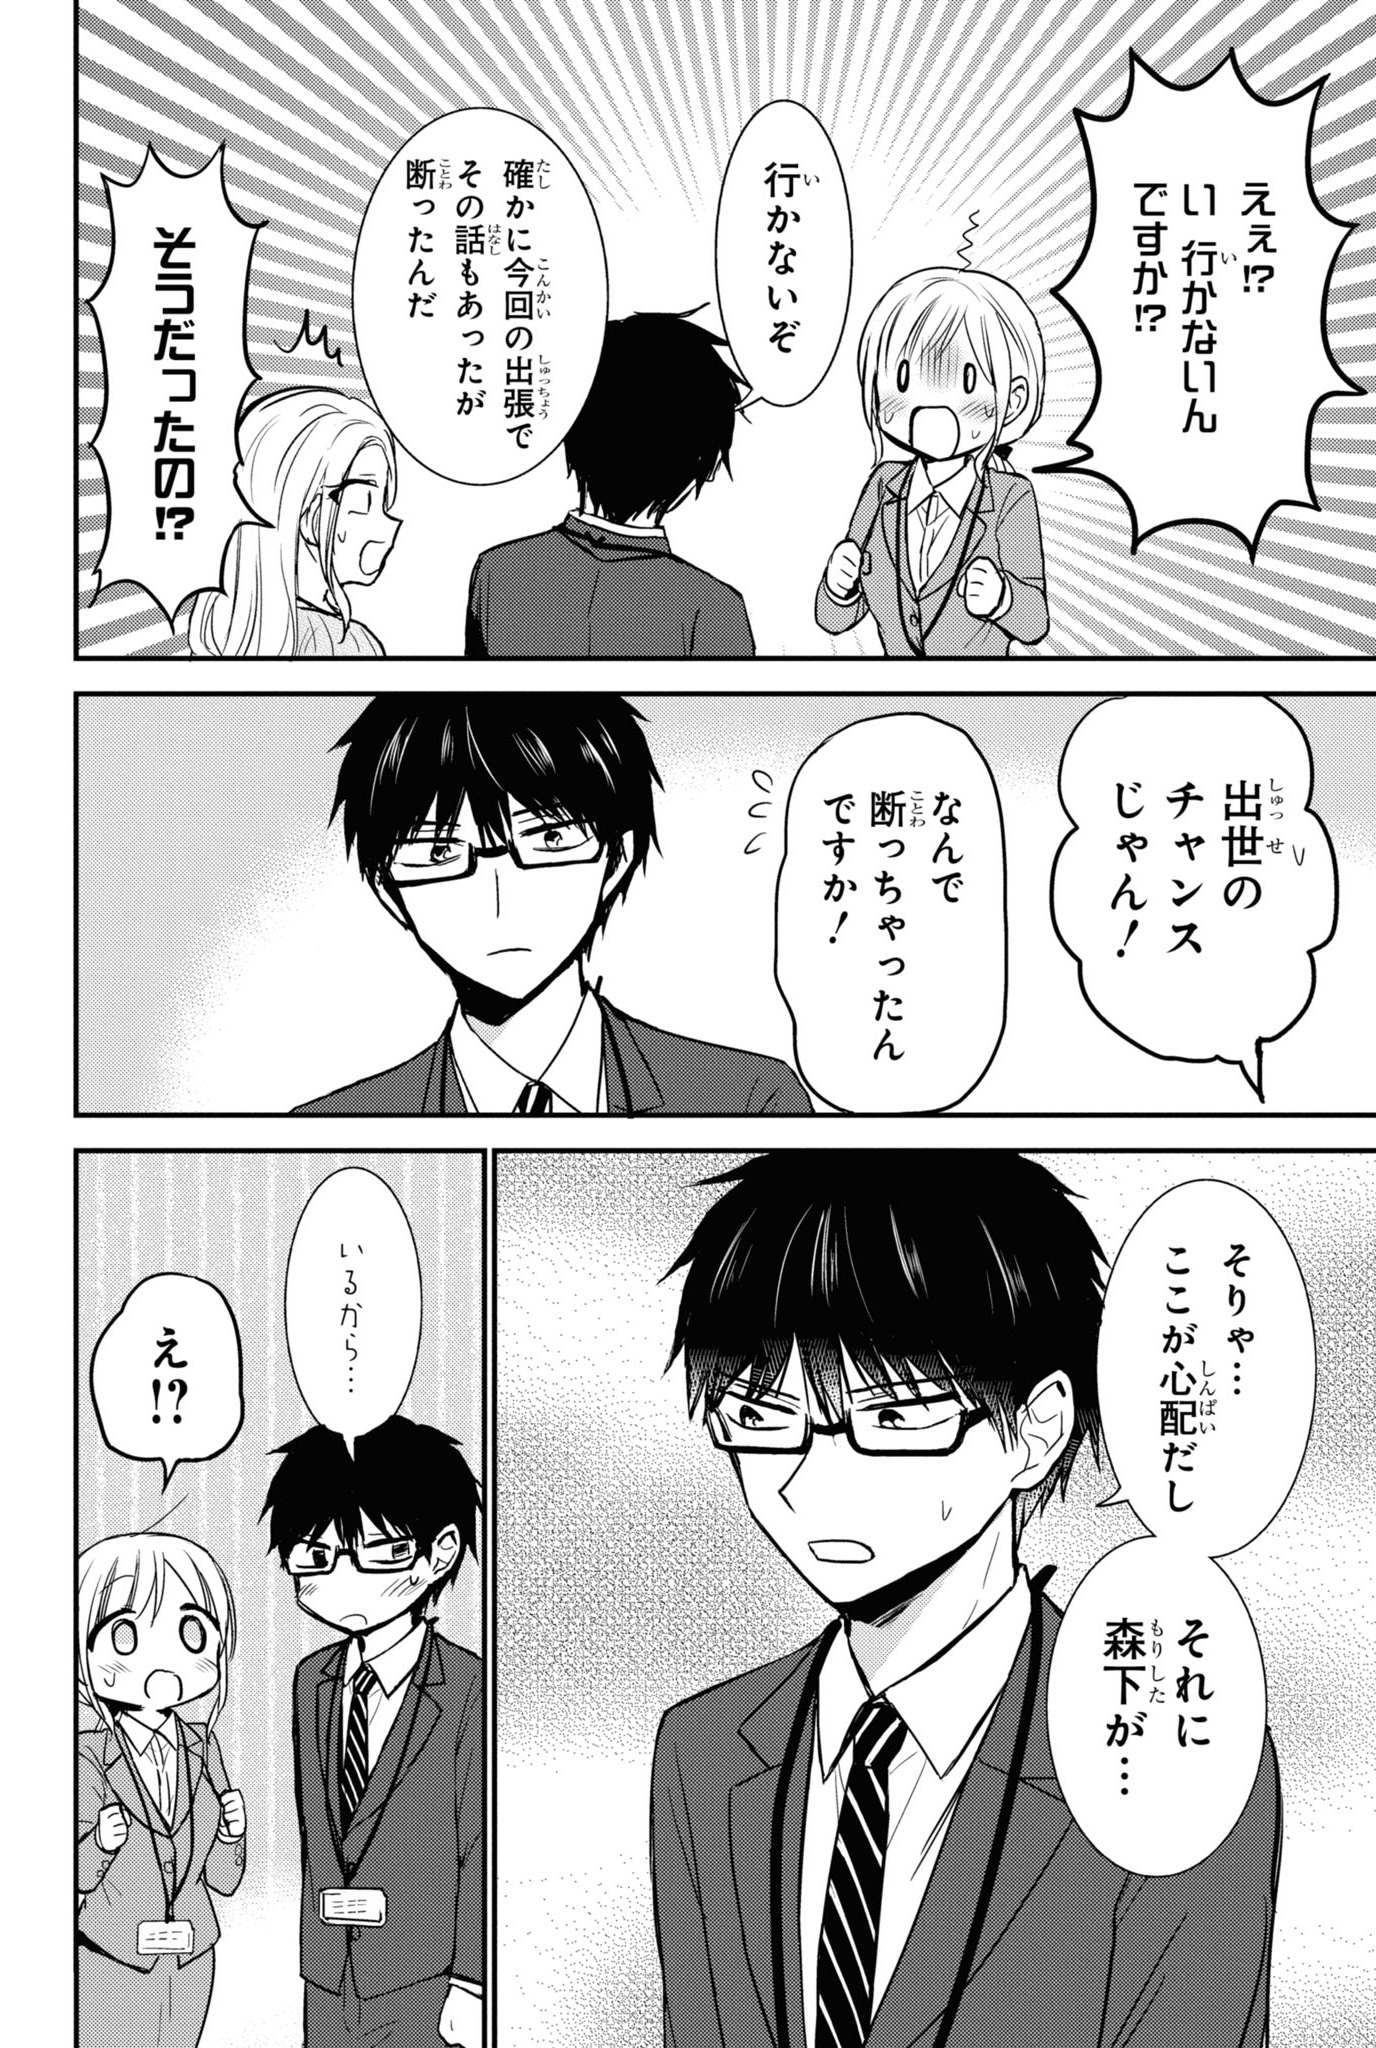 ええ!?
い 行かないん
ですか!?
行かないぞ
確かに今回の出張で
その話もあったが
断ったんだ
そうだったの!?
出世の
チャンス
じゃん!
なんで
断っちゃったん
ですか!
そりゃ…
ここが心配だし
それに
森下が…
いるから…
え!?